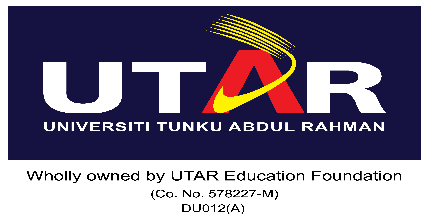 UTAR
UNIVERSITI TUNKU ABDUL RAHMAN
Wholly owned by UTAR Education Foundation
(Co. No. 578227-M)
DU012(A)